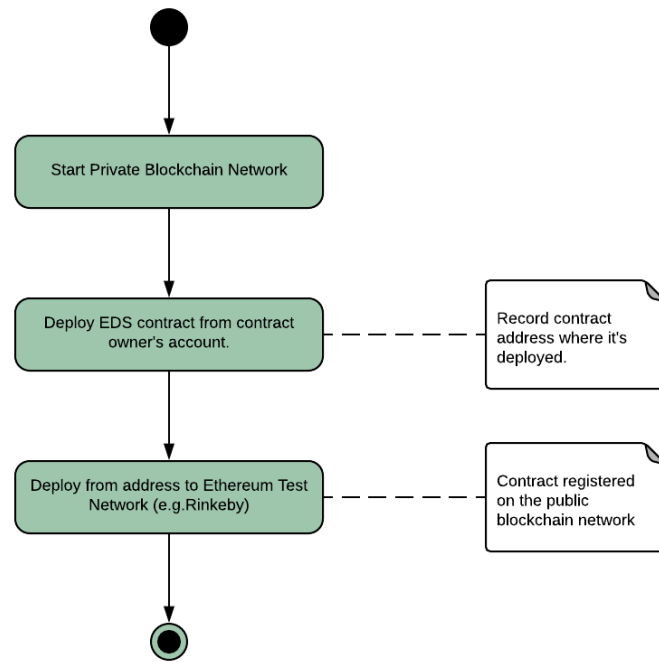 Start Private Blockchain Network
Deploy EDS contract from contract
owner's account.
Record contract
address where it's
deployed.
Deploy from address to Ethereum Test
Network (e.g.Rinkeby)
Contract registered
on the public
blockchain network